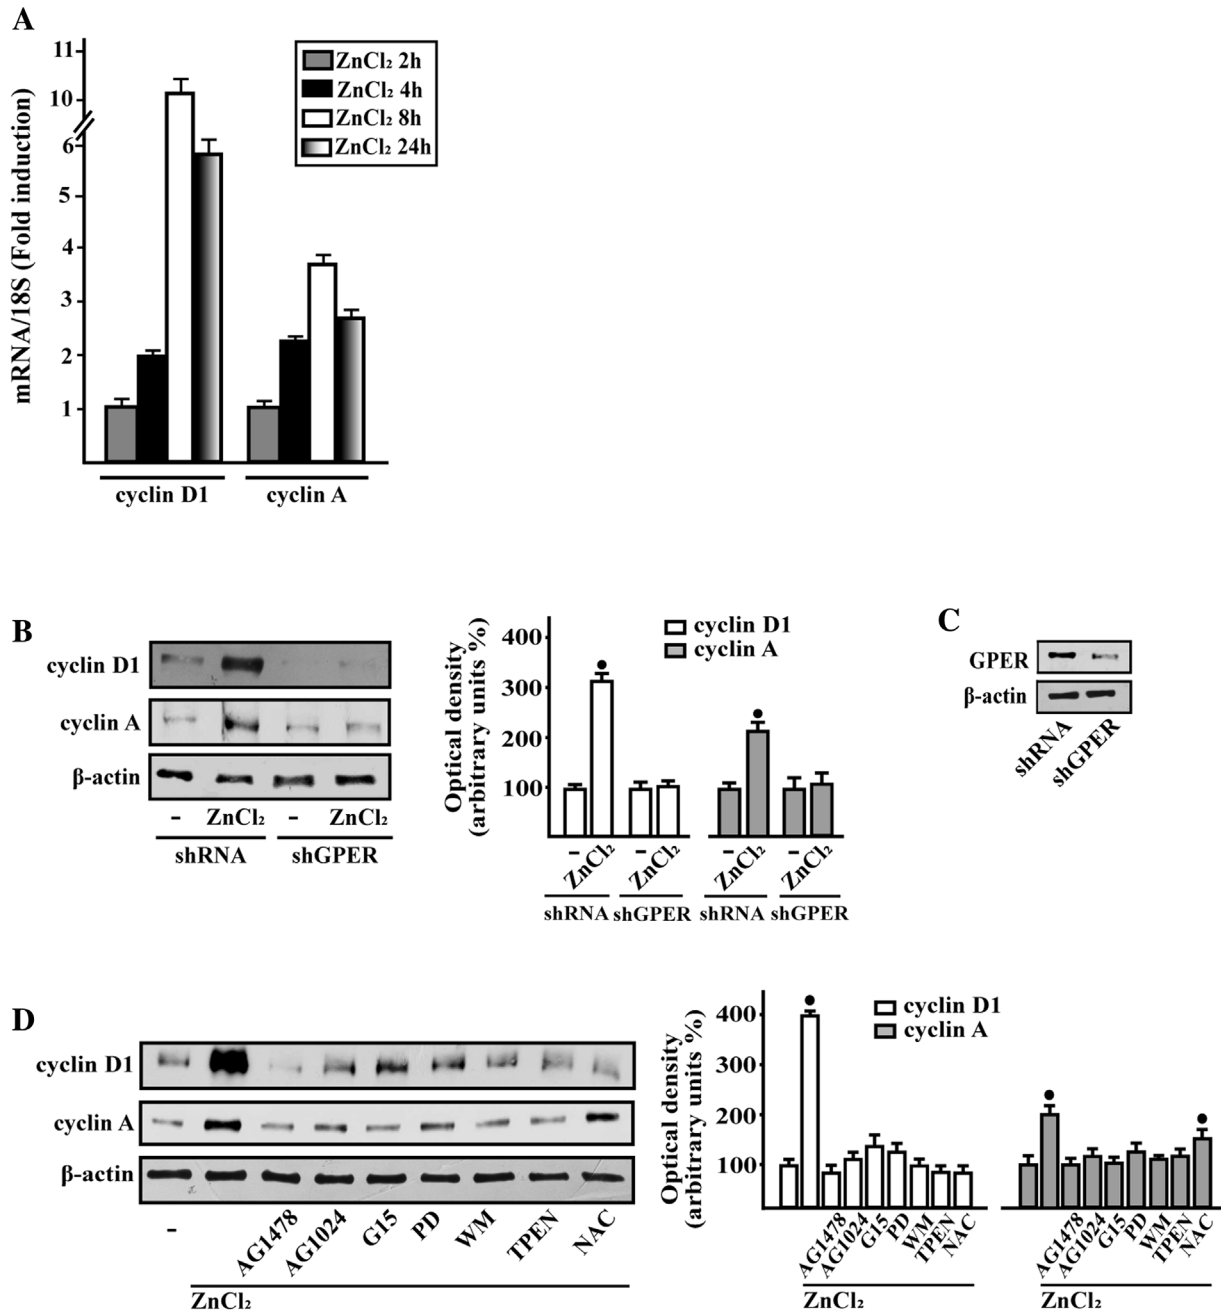 A
11
10
6
5
4
3
2
1
mRNA/18S (Fold induction)
ZnCl₂ 2h
ZnCl₂ 4h
ZnCl₂ 8h
ZnCl₂ 24h
cyclin D1 cyclin A
B
cyclin D1
cyclin A
β-actin
- ZnCl₂ - ZnCl₂
shRNA shGPER
Optical density
(arbitrary units %)
400
300
200
100
cyclin D1
cyclin A
- ZnCl₂ - ZnCl₂ - ZnCl₂ - ZnCl₂
shRNA shGPER shRNA shGPER
C
GPER
β-actin
shRNA shGPER
D
cyclin D1
cyclin A
β-actin
- AG1478 AG1024 G15 PD WM TPEN NAC
ZnCl₂
Optical density
(arbitrary units %)
400
300
200
100
cyclin D1
cyclin A
AG1478 AG1024 G15 PD WM TPEN NAC AG1478 AG1024 G15 PD WM TPEN NAC
ZnCl₂ ZnCl₂